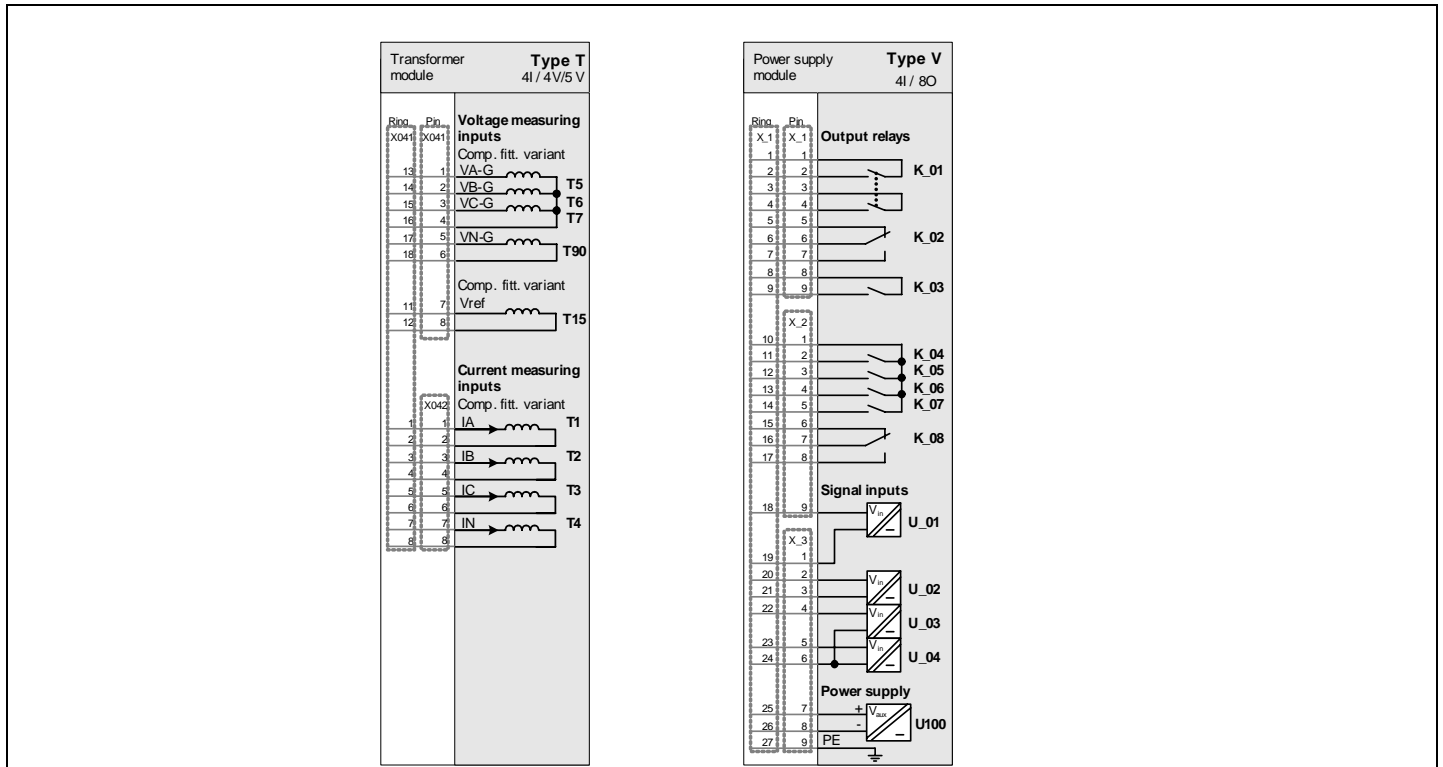 Transformer Type T
module 4I / 4V/5 V
Ring Pin Voltage measuring
X041 X041 inputs
Comp. fitt. variant
13 1 VA-G T5
14 2 VB-G T6
15 3 VC-G T7
16 4
17 5 VN-G
18 6 T90
Comp. fitt. variant
11 7 Vref
12 8 T15
Current measuring
inputs
X042 Comp. fitt. variant
1 1 IA T1
2 2
3 3 IB T2
4 4
5 5 IC T3
6 6
7 7 IN T4
8 8
Power supply Type V
module 4I / 8O
Ring Pin
X_1 X_1 Output relays
1 1
2 2 K_01
3 3
4 4
5 5
6 6 K_02
7 7
8 8
9 9 K_03
X_2
10 1
11 2 K_04
12 3 K_05
13 4 K_06
14 5 K_07
15 6
16 7 K_08
17 8
Signal inputs
18 9 Vin U_01
X_3
19 1
20 2 Vin
21 3 U_02
22 4 Vin
U_03
23 5 Vin
24 6 U_04
Power supply
25 7 + Vaux
26 8 - U100
27 9 PE